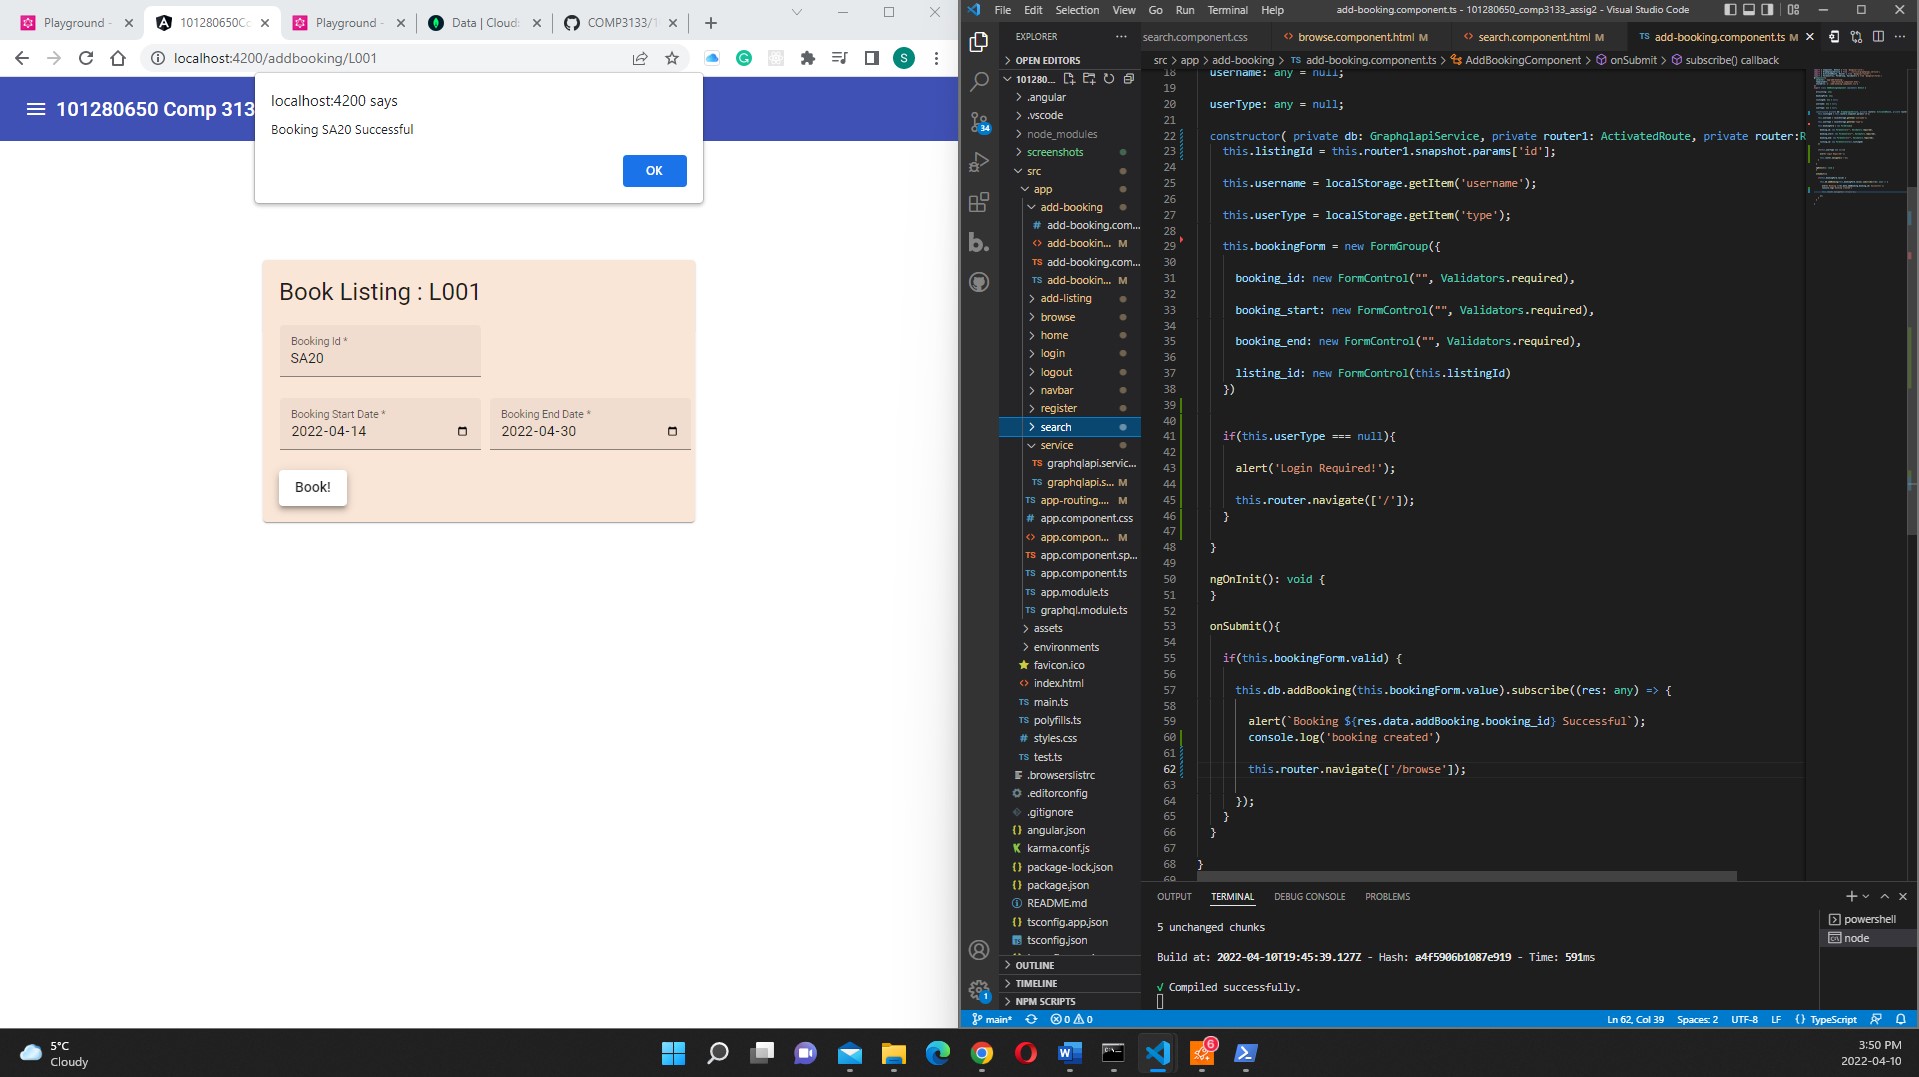 Playground -
101280650Co
Playground -
Data | Cloud:
COMP3133/1
localhost:4200/addbooking/L001
S
101280650 Comp 313
localhost:4200 says
Booking SA20 Successful
OK
Book Listing : L001
Booking Id *
SA20
Booking Start Date *
2022-04-14
Booking End Date *
2022-04-30
Book!
File Edit Selection View Go Run Terminal Help
add-booking.component.ts - 101280650_comp3133_assig2 - Visual Studio Code
EXPLORER
OPEN EDITORS
101280...
.angular
.vscode
node_modules
screenshots
src
app
add-booking
add-booking.com...
add-bookin... M
add-booking.com...
add-bookin... M
add-listing
browse
home
login
logout
navbar
register
search
service
graphqlapi.servic...
graphqlapi.s... M
app-routing.... M
app.component.css
app.compon... M
app.component.sp...
app.component.ts
app.module.ts
graphql.module.ts
assets
environments
favicon.ico
index.html
main.ts
polyfills.ts
styles.css
test.ts
.browserslistrc
.editorconfig
.gitignore
angular.json
karma.conf.js
package-lock.json
package.json
README.md
tsconfig.app.json
tsconfig.json
OUTLINE
TIMELINE
NPM SCRIPTS
34
1
search.component.css
browse.component.html M
search.component.html M
add-booking.component.ts M
src > app > add-booking > TS add-booking.component.ts > AddBookingComponent > onSubmit > subscribe() callback
18 username: any = null;
19
20 userType: any = null;
21
22 constructor( private db: GraphqlapiService, private router1: ActivatedRoute, private router:R
23 this.listingId = this.router1.snapshot.params['id'];
24
25 this.username = localStorage.getItem('username');
26
27 this.userType = localStorage.getItem('type');
28
29 this.bookingForm = new FormGroup({
30
31 booking_id: new FormControl("", Validators.required),
32
33 booking_start: new FormControl("", Validators.required),
34
35 booking_end: new FormControl("", Validators.required),
36
37 listing_id: new FormControl(this.listingId)
38 })
39
40
41 if(this.userType === null){
42
43 alert('Login Required!');
44
45 this.router.navigate(['/']);
46 }
47
48 }
49
50 ngOnInit(): void {
51 }
52
53 onSubmit(){
54
55 if(this.bookingForm.valid) {
56
57 this.db.addBooking(this.bookingForm.value).subscribe((res: any) => {
58
59 alert(`Booking ${res.data.addBooking.booking_id} Successful`);
60 console.log('booking created')
61
62 this.router.navigate(['/browse']);
63
64 });
65 }
66 }
67
68 }
69
OUTPUT TERMINAL DEBUG CONSOLE PROBLEMS
5 unchanged chunks
Build at: 2022-04-10T19:45:39.127Z - Hash: a4f5906b1087e919 - Time: 591ms
√ Compiled successfully.
powershell
node
main* 0 0
Ln 62, Col 39 Spaces: 2 UTF-8 LF TypeScript
5°C
Cloudy
6
3:50 PM
2022-04-10